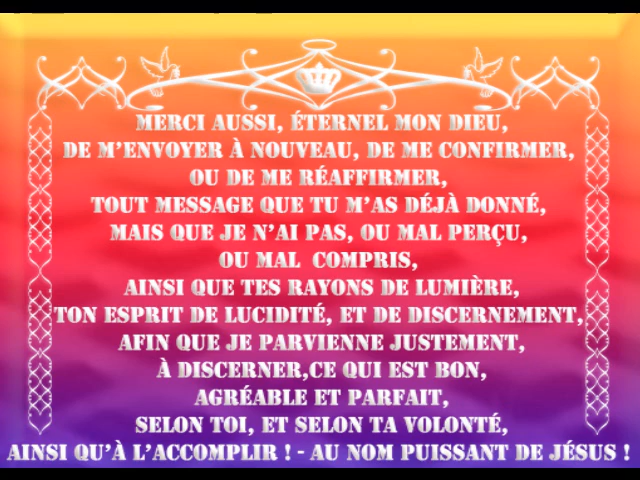 MERCI AUSSI, ÉTERNEL MON DIEU,
DE M'ENVOYER À NOUVEAU, DE ME CONFIRMER,
OU DE ME RÉAFFIRMER,
TOUT MESSAGE QUE TU M'AS DÉJÀ DONNÉ,
MAIS QUE JE N'AI PAS, OU MAL PERÇU,
OU MAL COMPRIS,
AINSI QUE TES RAYONS DE LUMIÈRE,
TON ESPRIT DE LUCIDITÉ, ET DE DISCERNEMENT,
AFIN QUE JE PARVIENNE JUSTEMENT,
À DISCERNER,CE QUI EST BON,
AGRÉABLE ET PARFAIT,
SELON TOI, ET SELON TA VOLONTÉ,
AINSI QU'À L'ACCOMPLIR ! - AU NOM PUISSANT DE JÉSUS !